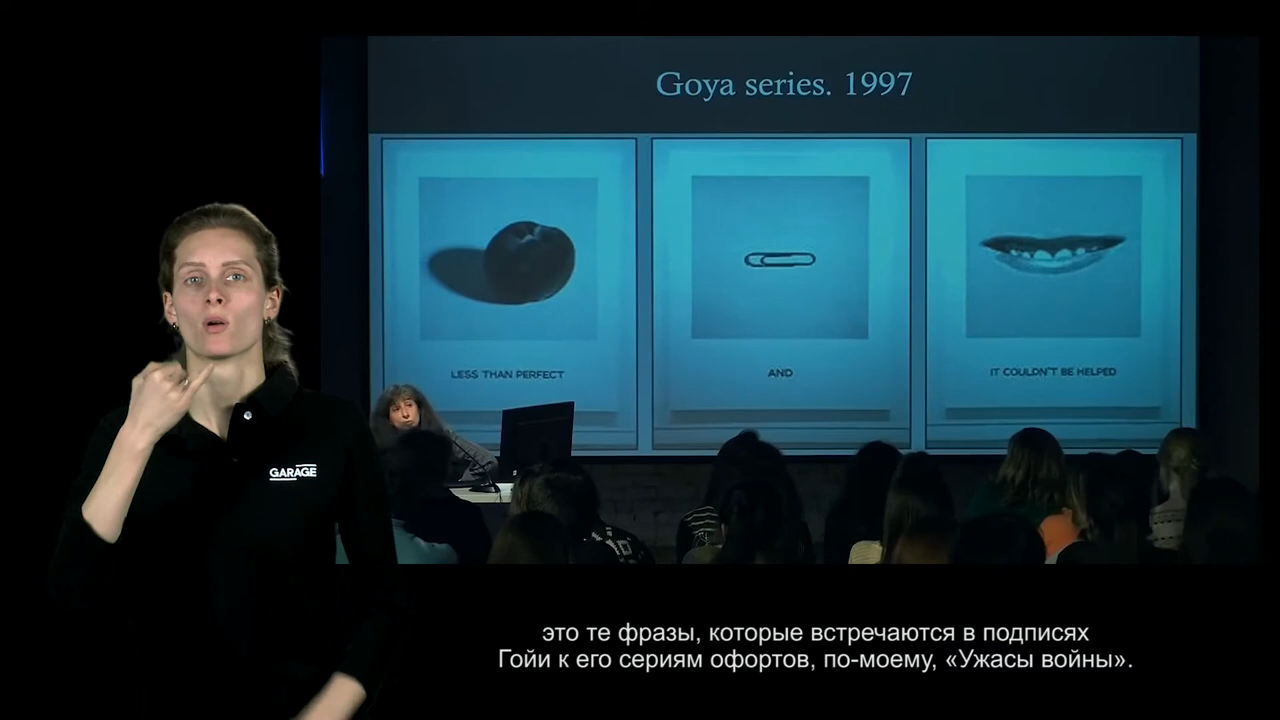 Goya series. 1997
LESS THAN PERFECT
AND
IT COULDN'T BE HELPED
GARAGE
это те фразы, которые встречаются в подписях
Гойи к его сериям офортов, по-моему, «Ужасы войны».